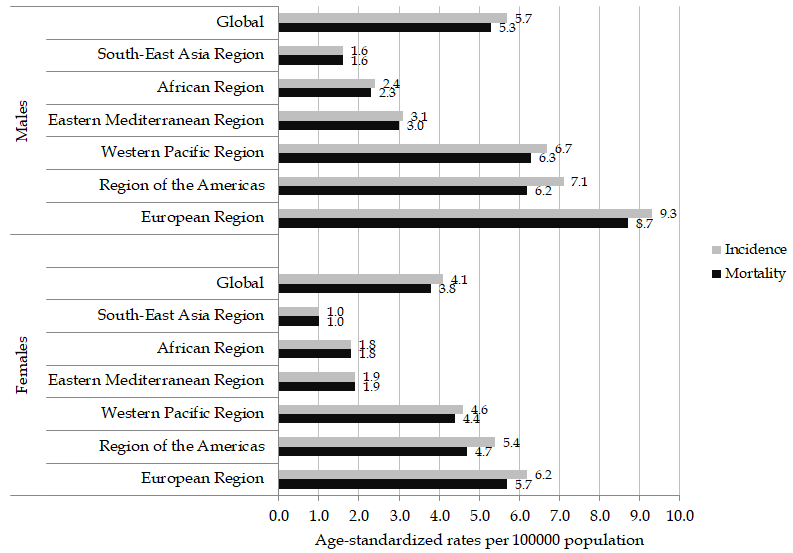 Males
Global 5.7 5.3
South-East Asia Region 1.6 1.6
African Region 2.4 2.3
Eastern Mediterranean Region 3.1 3.0
Western Pacific Region 6.7 6.3
Region of the Americas 7.1 6.2
European Region 9.3 8.7
Incidence
Mortality
Females
Global 4.1 3.8
South-East Asia Region 1.0 1.0
African Region 1.8 1.8
Eastern Mediterranean Region 1.9 1.9
Western Pacific Region 4.6 4.4
Region of the Americas 5.4 4.7
European Region 6.2 5.7
0.0 1.0 2.0 3.0 4.0 5.0 6.0 7.0 8.0 9.0 10.0
Age-standardized rates per 100000 population